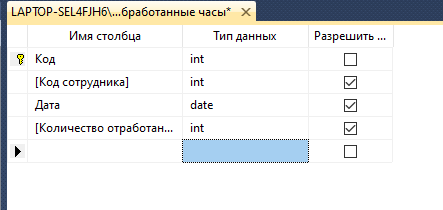 LAPTOP-SEL4FJH6\...бработанные часы*
Имя столбца Тип данных Разрешить ...
Код int
[Код сотрудника] int
Дата date
[Количество отработан... int